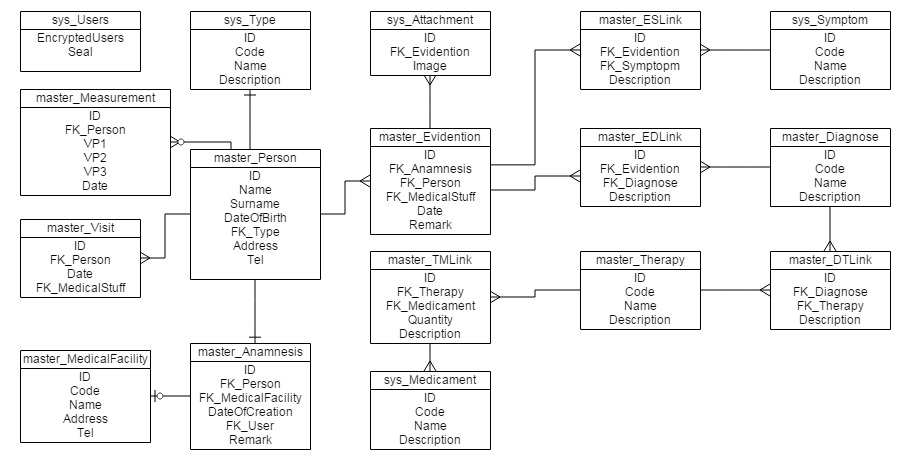 sys_Users
EncryptedUsers
Seal
sys_Type
ID
Code
Name
Description
sys_Attachment
ID
FK_Evidention
Image
master_ESLink
ID
FK_Evidention
FK_Symptopm
Description
sys_Symptom
ID
Code
Name
Description
master_Measurement
ID
FK_Person
VP1
VP2
VP3
Date
master_Person
ID
Name
Surname
DateOfBirth
FK_Type
Address
Tel
master_Evidention
ID
FK_Anamnesis
FK_Person
FK_MedicalStuff
Date
Remark
master_EDLink
ID
FK_Evidention
FK_Diagnose
Description
master_Diagnose
ID
Code
Name
Description
master_Visit
ID
FK_Person
Date
FK_MedicalStuff
master_TMLink
ID
FK_Therapy
FK_Medicament
Quantity
Description
master_Therapy
ID
Code
Name
Description
master_DTLink
ID
FK_Diagnose
FK_Therapy
Description
master_MedicalFacility
ID
Code
Name
Address
Tel
master_Anamnesis
ID
FK_Person
FK_MedicalFacility
DateOfCreation
FK_User
Remark
sys_Medicament
ID
Code
Name
Description